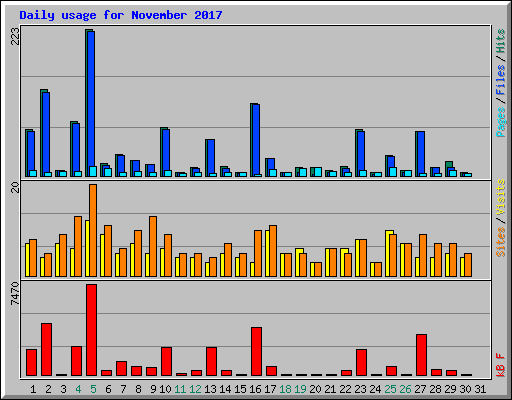 Daily usage for November 2017
223
Pages/Files/Hits
20
Sites/Visits
7470
kB F
1 2 3 4 5 6 7 8 9 10 11 12 13 14 15 16 17 18 19 20 21 22 23 24 25 26 27 28 29 30 31